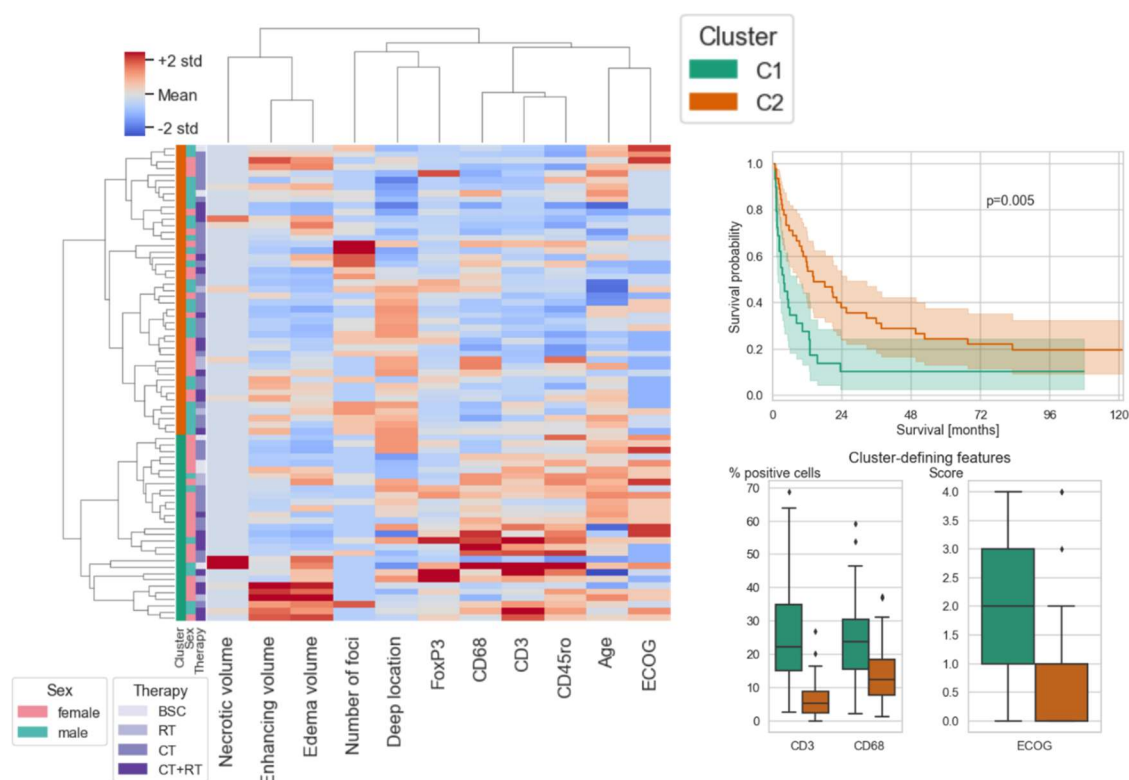 Cluster
C1
C2
+2 std
Mean
-2 std
Cluster
Sex
Therapy
Necrotic volume
Enhancing volume
Edema volume
Number of foci
Deep location
FoxP3
CD68
CD3
CD45ro
Age
ECOG
Sex
female
male
Therapy
BSC
RT
CT
CT+RT
p=0.005
Survival probability
1.0
0.8
0.6
0.4
0.2
0.0
0 24 48 72 96 120
Survival [months]
Cluster-defining features
% positive cells
70
60
50
40
30
20
10
0
CD3 CD68
Score
4.0
3.5
3.0
2.5
2.0
1.5
1.0
0.5
0.0
ECOG